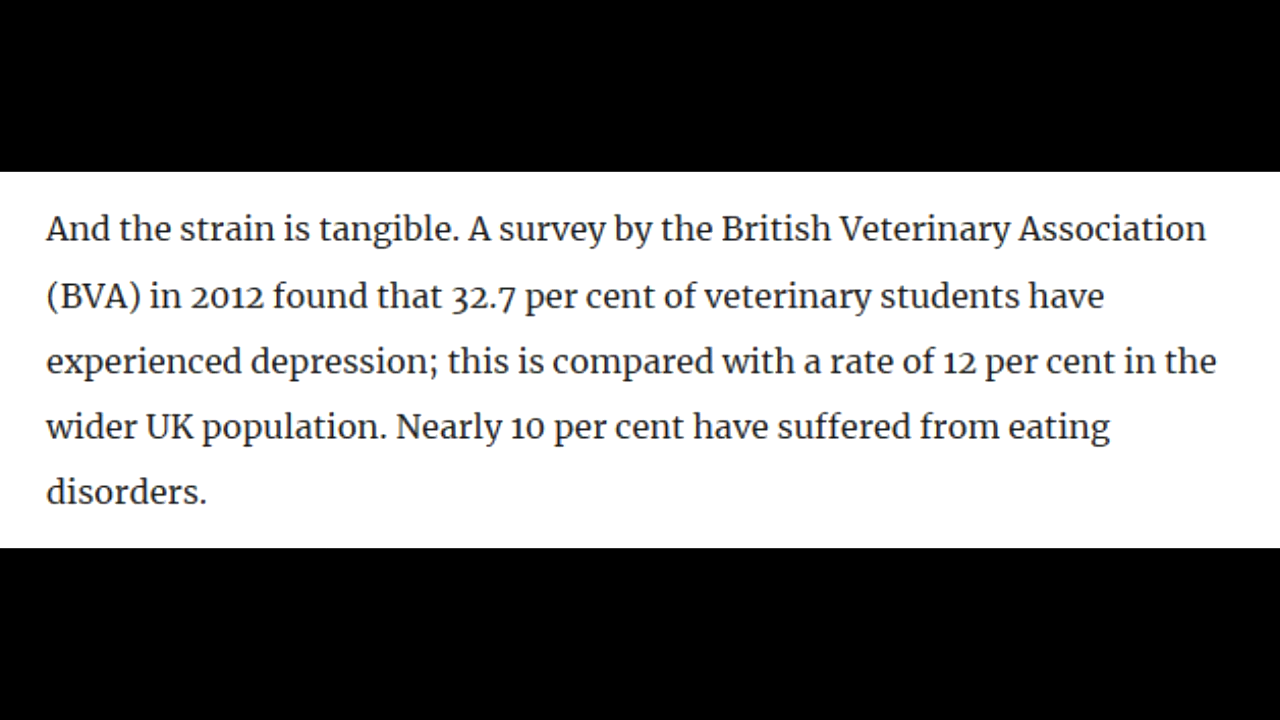 And the strain is tangible. A survey by the British Veterinary Association
(BVA) in 2012 found that 32.7 per cent of veterinary students have
experienced depression; this is compared with a rate of 12 per cent in the
wider UK population. Nearly 10 per cent have suffered from eating
disorders.